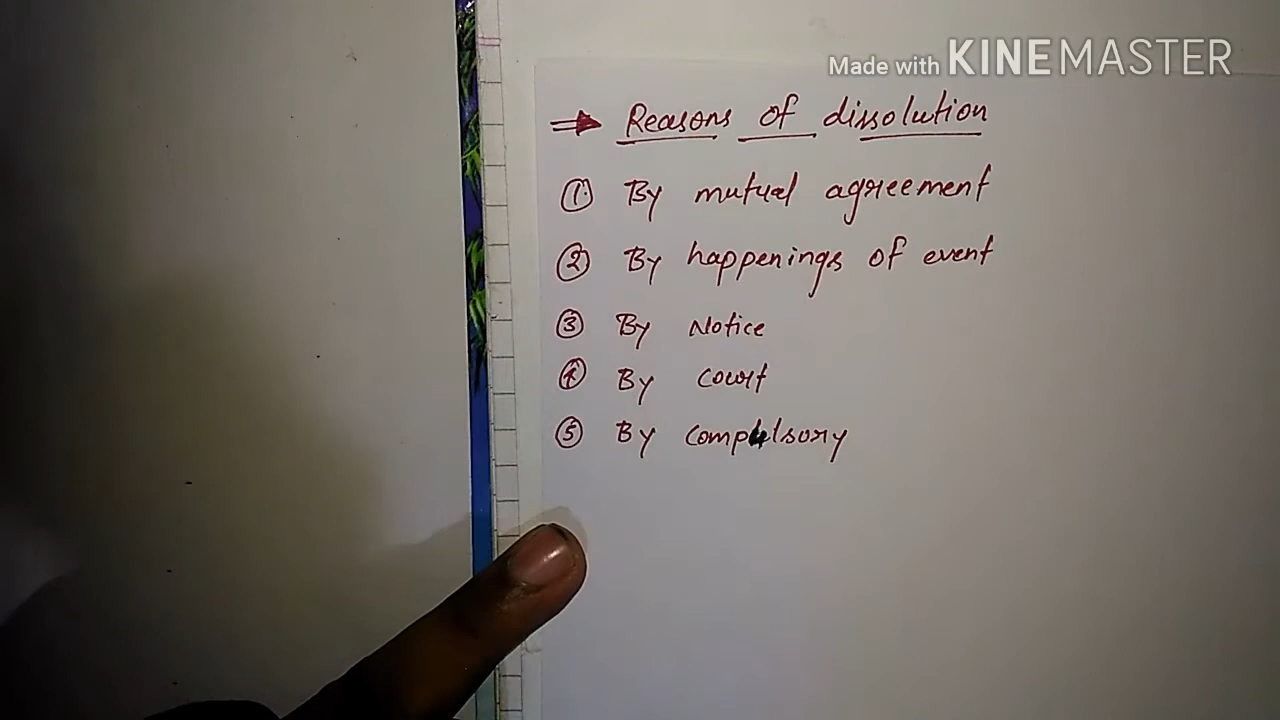 Made with KINEMASTER
⇒ Reasons of dissolution
① By mutual agreement
② By happenings of event
③ By Notice
④ By court
⑤ By compulsory